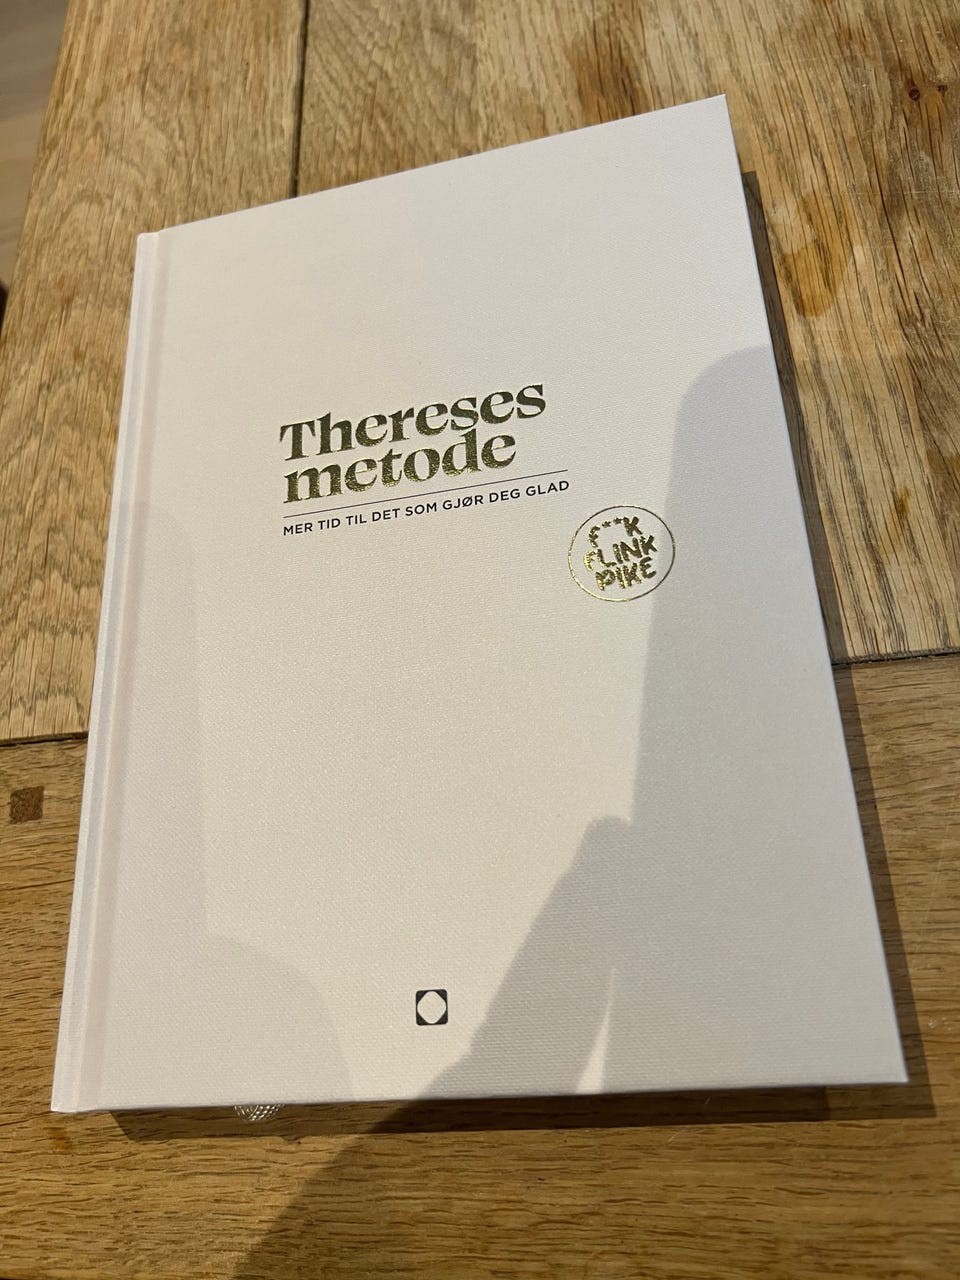 Thereses
metode
MER TID TIL DET SOM GJØR DEG GLAD
F**K
FLINK
PIKE